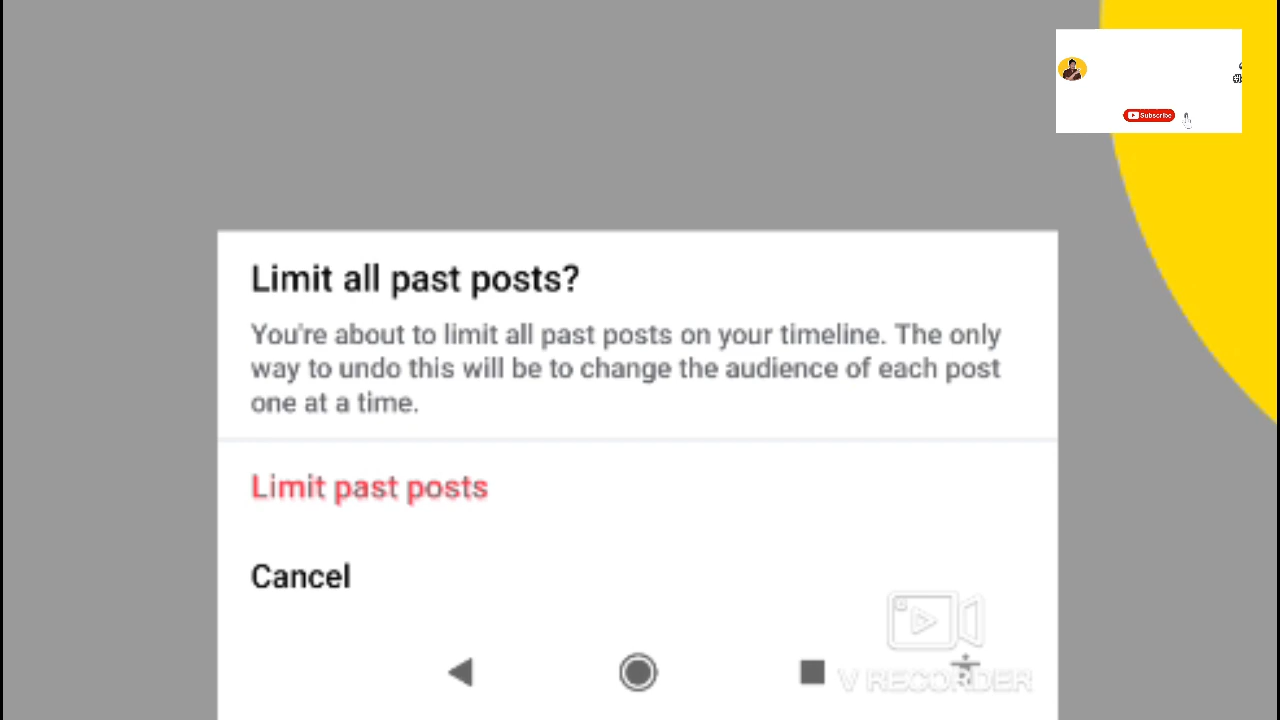 Subscribe
Limit all past posts?
You're about to limit all past posts on your timeline. The only
way to undo this will be to change the audience of each post
one at a time.
Limit past posts
Cancel
V RECORDER